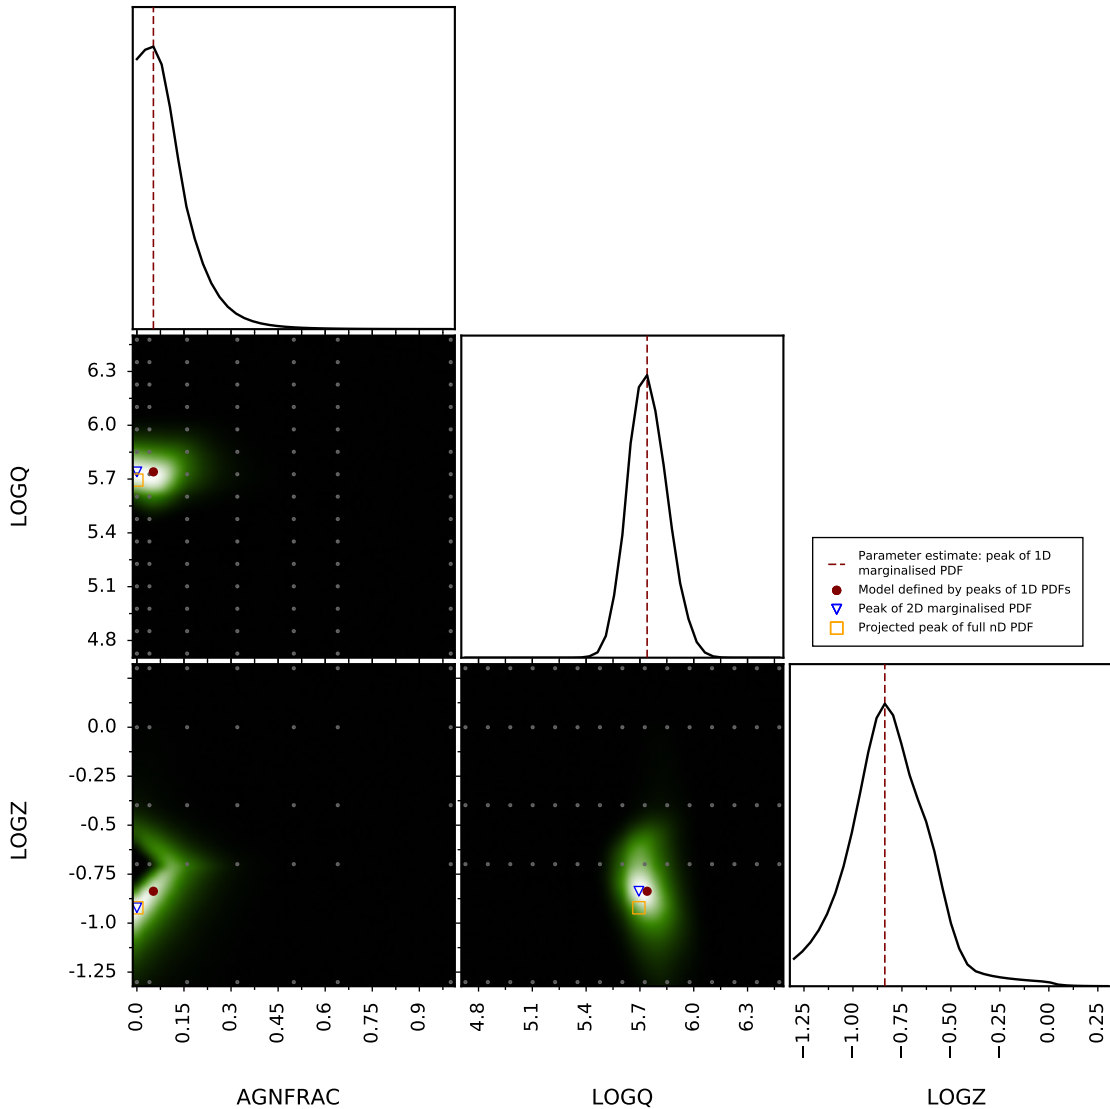 6.3
6.0
5.7
5.4
5.1
4.8
LOGQ
Parameter estimate: peak of 1D
marginalised PDF
Model defined by peaks of 1D PDFs
Peak of 2D marginalised PDF
Projected peak of full nD PDF
0.0
-0.25
-0.5
-0.75
-1.0
-1.25
LOGZ
0.0 0.15 0.3 0.45 0.6 0.75 0.9
4.8 5.1 5.4 5.7 6.0 6.3
−1.25 −1.00 −0.75 −0.50 −0.25 0.00 0.25
AGNFRAC LOGQ LOGZ